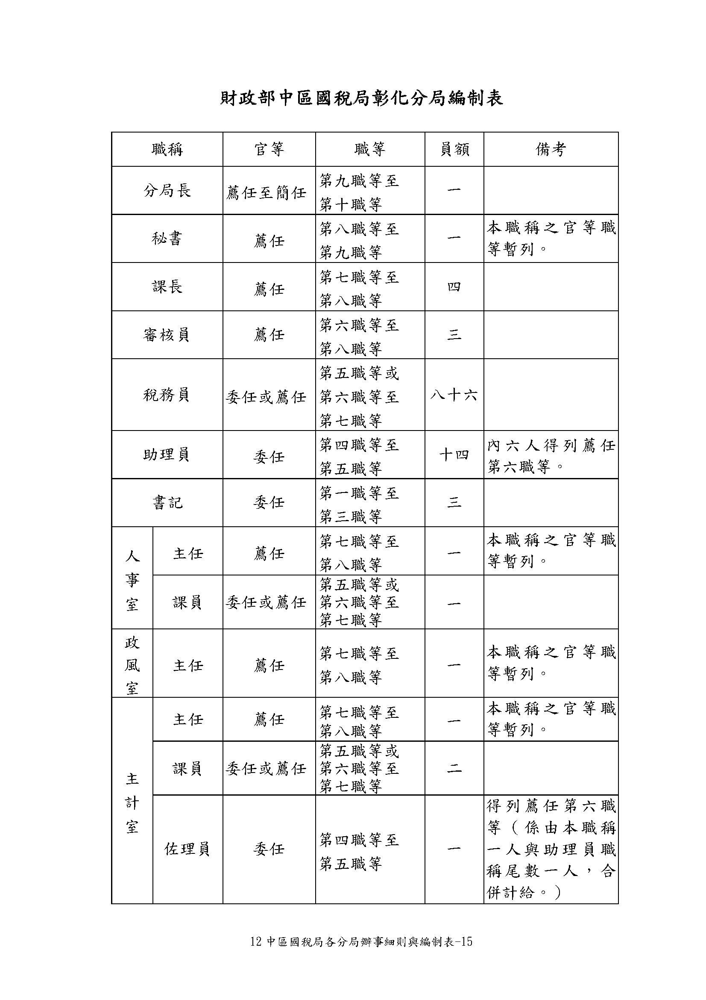 財政部中區國稅局彰化分局編制表
職稱 官等 職等 員額 備考
分局長 薦任至簡任 第九職等至
第十職等 一
秘書 薦任 第八職等至
第九職等 一 本職稱之官等職
等暫列。
課長 薦任 第七職等至
第八職等 四
審核員 薦任 第六職等至
第八職等 三
稅務員 委任或薦任 第五職等或
第六職等至
第七職等 八十六
助理員 委任 第四職等至
第五職等 十四 內六人得列薦任
第六職等。
書記 委任 第一職等至
第三職等 三
人
事
室
主任 薦任 第七職等至
第八職等 一 本職稱之官等職
等暫列。
課員 委任或薦任 第五職等或
第六職等至
第七職等 一
政
風
室
主任 薦任 第七職等至
第八職等 一 本職稱之官等職
等暫列。
主
計
室
主任 薦任 第七職等至
第八職等 一 本職稱之官等職
等暫列。
課員 委任或薦任 第五職等或
第六職等至
第七職等 二
佐理員 委任 第四職等至
第五職等 一 得列薦任第六職
等（係由本職稱
一人與助理員職
稱尾數一人，合
併計給。）
12 中區國稅局各分局辦事細則與編制表-15